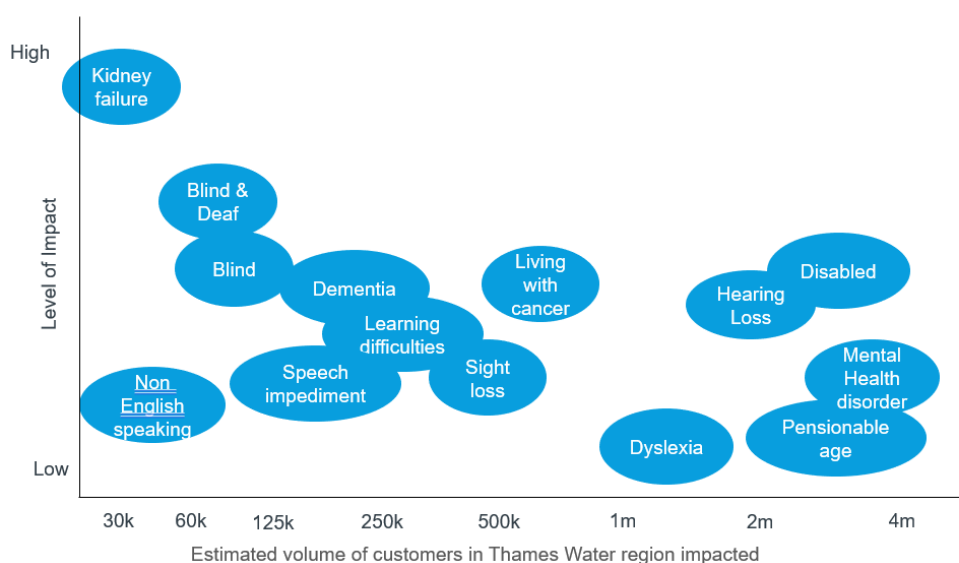 High
Kidney
failure
Blind &
Deaf
Blind
Dementia
Living
with
cancer
Disabled
Hearing
Loss
Learning
difficulties
Speech
impediment
Sight
loss
Mental
Health
disorder
Non
English
speaking
Pensionable
age
Dyslexia
Level of Impact
Low
30k 60k 125k 250k 500k 1m 2m 4m
Estimated volume of customers in Thames Water region impacted